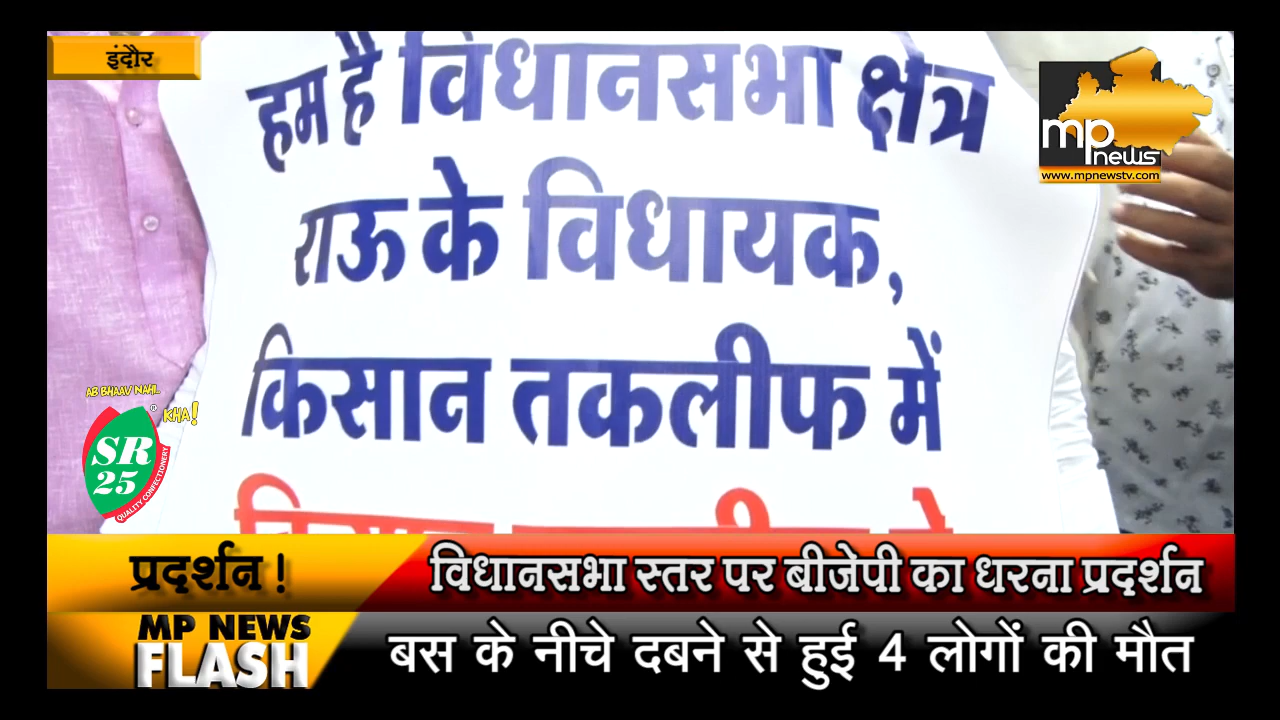 इंदौर
हम है विधानसभा क्षेत्र
राऊ के विधायक,
किसान तकलीफ में
mp news
www.mpnewstv.com
AB BHAAV NAHI..
KHA!
SR
25
QUALITY CONFECTIONERY
प्रदर्शन!
विधानसभा स्तर पर बीजेपी का धरना प्रदर्शन
MP NEWS
FLASH
बस के नीचे दबने से हुई 4 लोगों की मौत